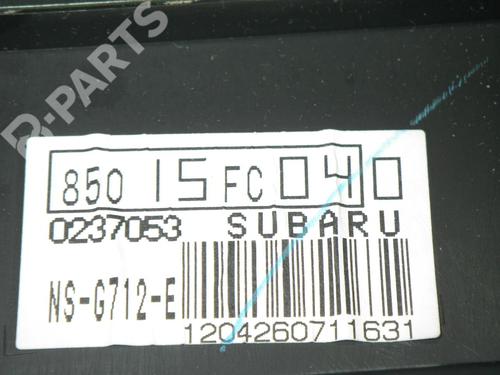 B-PARTS
850 15FC040
0237053 SUBARU
NS-G712-E
1204260711631